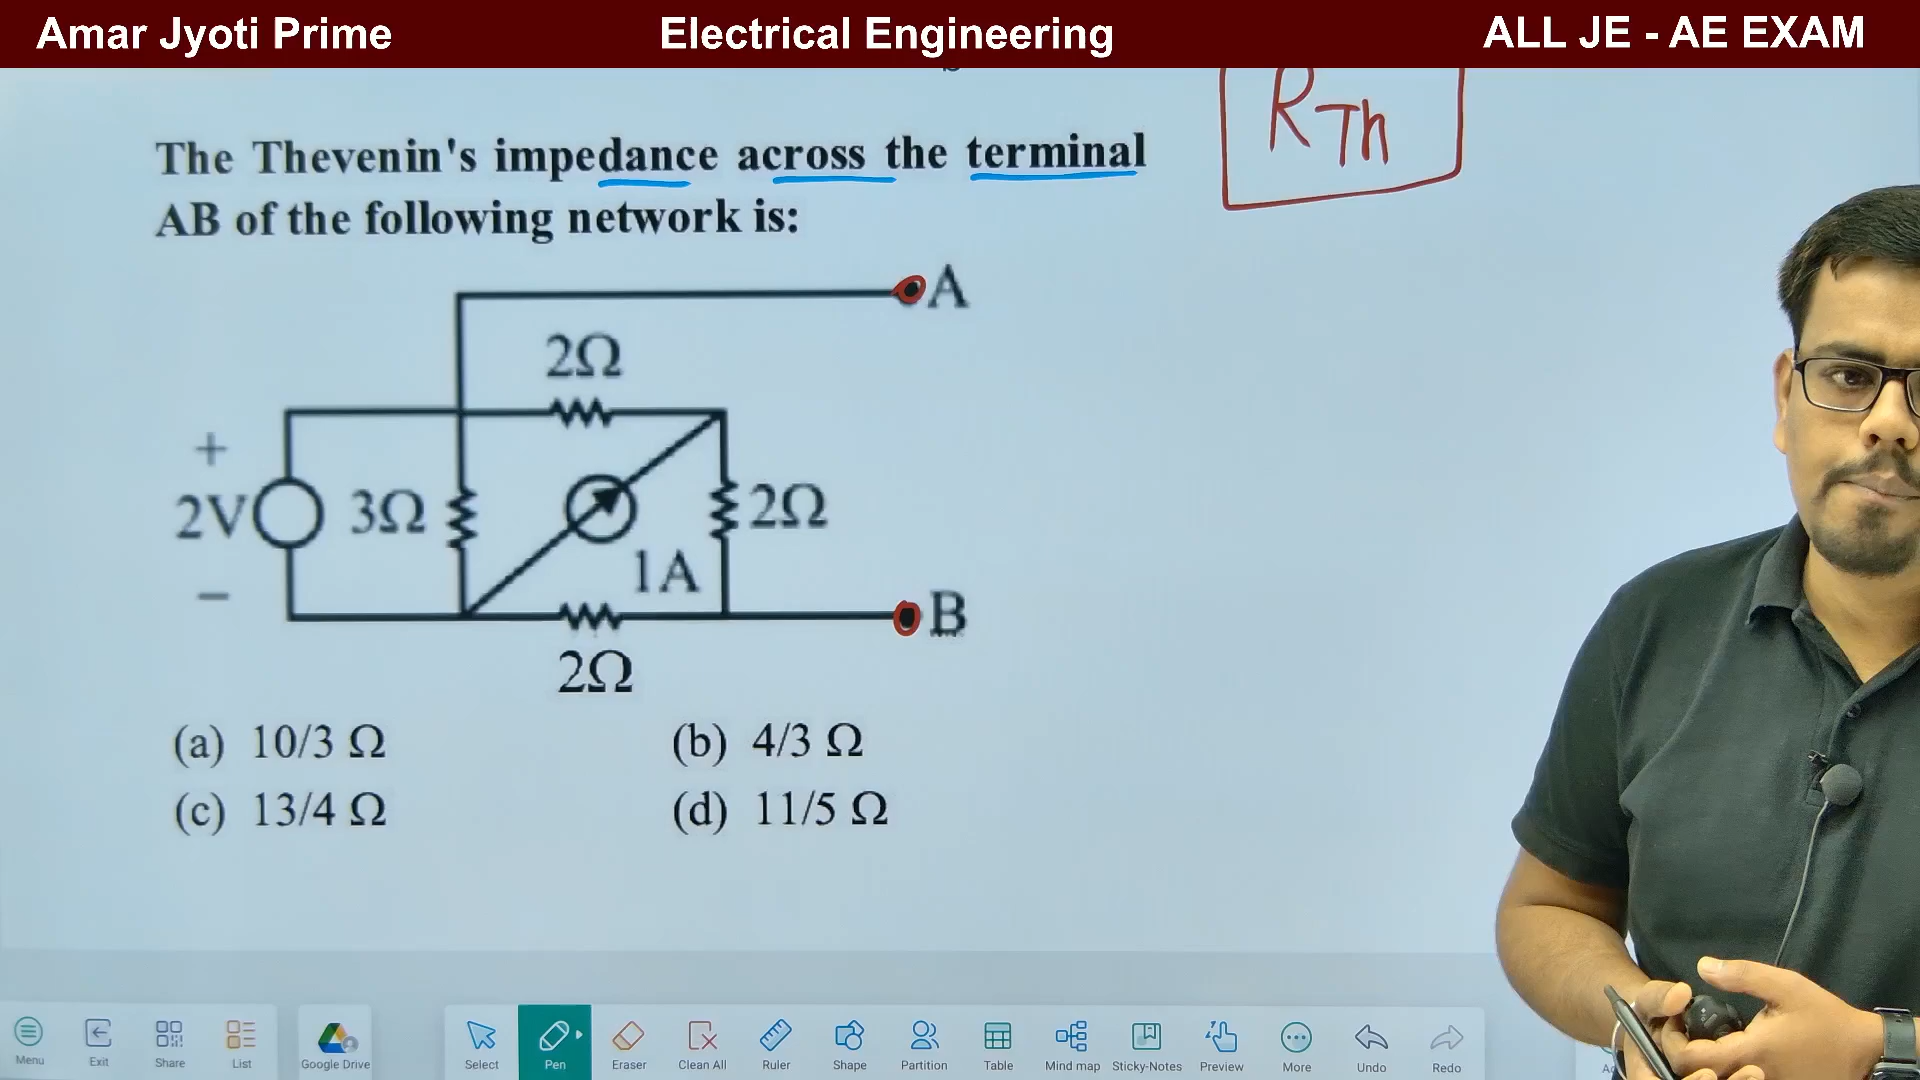 Amar Jyoti Prime Electrical Engineering ALL JE - AE EXAM
RTh
The Thevenin's impedance across the terminal
AB of the following network is:
A
2Ω
+
2V 3Ω 2Ω
1A
−
B
2Ω
(a) 10/3 Ω (b) 4/3 Ω
(c) 13/4 Ω (d) 11/5 Ω
Menu Exit Share List Google Drive Select Pen Eraser Clean All Ruler Shape Partition Table Mind map Sticky-Notes Preview More Undo Redo